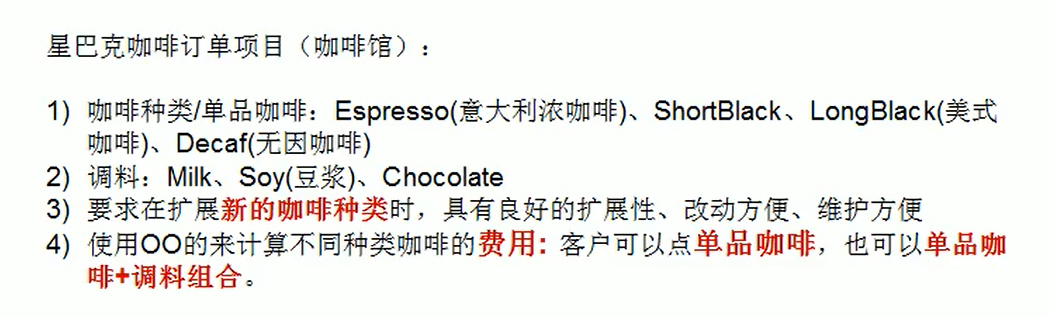 星巴克咖啡订单项目（咖啡馆）：
1) 咖啡种类/单品咖啡：Espresso(意大利浓咖啡)、ShortBlack、LongBlack(美式
咖啡)、Decaf(无因咖啡)
2) 调料：Milk、Soy(豆浆)、Chocolate
3) 要求在扩展新的咖啡种类时，具有良好的扩展性、改动方便、维护方便
4) 使用OO的来计算不同种类咖啡的费用: 客户可以点单品咖啡，也可以单品咖
啡+调料组合。